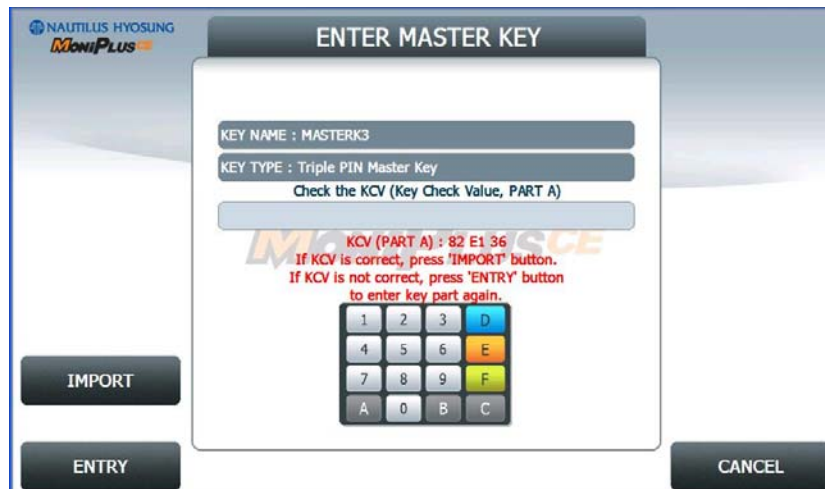 NAUTILUS HYOSUNG
MONIPLUS CE
ENTER MASTER KEY
KEY NAME : MASTERK3
KEY TYPE : Triple PIN Master Key
Check the KCV (Key Check Value, PART A)
MONIPLUSCE
KCV (PART A) : 82 E1 36
If KCV is correct, press 'IMPORT' button.
If KCV is not correct, press 'ENTRY' button
to enter key part again.
1 2 3 D
4 5 6 E
7 8 9 F
A 0 B C
IMPORT
ENTRY
CANCEL